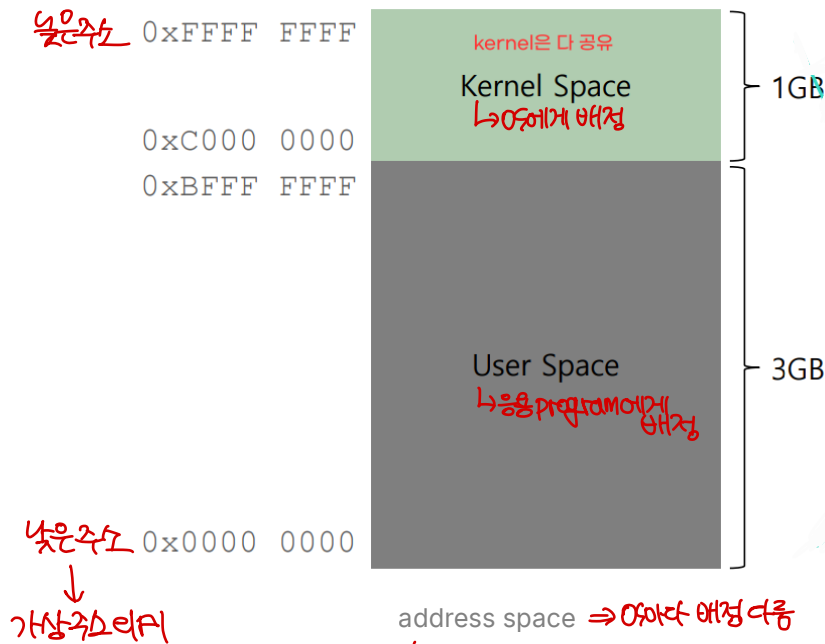 높은주소 0xFFFF FFFF
kernel은 다 공유
Kernel Space
↳OS에게 배정
1GB
0xC000 0000
0xBFFF FFFF
User Space
↳응용program에게
배정
3GB
낮은주소 0x0000 0000
↓
가상주소
address space ⇒OS마다 배정 다름